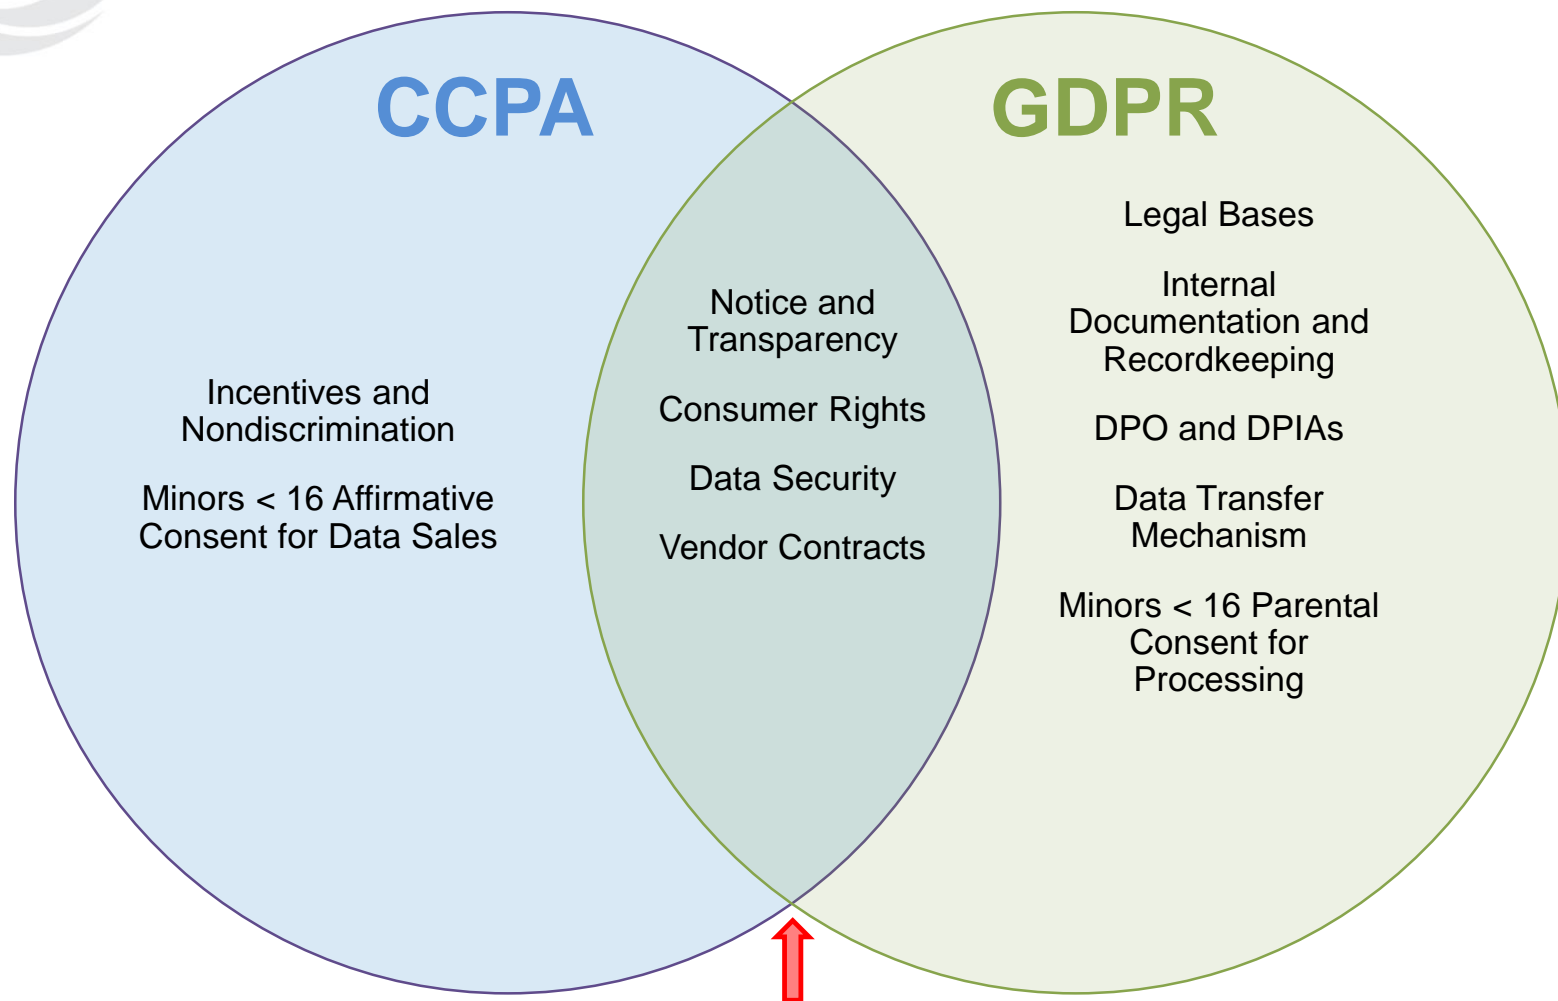 CCPA
GDPR
Incentives and
Nondiscrimination
Minors < 16 Affirmative
Consent for Data Sales
Notice and
Transparency
Consumer Rights
Data Security
Vendor Contracts
Legal Bases
Internal
Documentation and
Recordkeeping
DPO and DPIAs
Data Transfer
Mechanism
Minors < 16 Parental
Consent for
Processing